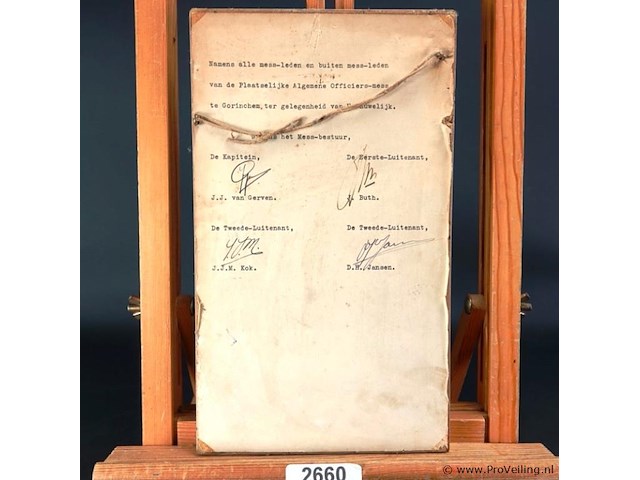 Namens alle mess-leden en buiten mess-leden
van de Plaatselijke Algemene Officiers-mess
te Gorinchem, ter gelegenheid van huwelijk.
het Mess-bestuur,
De Kapitein, De Eerste-Luitenant,
J.J. van Gerven. A Buth.
De Tweede-Luitenant, De Tweede-Luitenant,
J.J.M. Kok. D.H. Jansen.
2660
© www.ProVeiling.nl